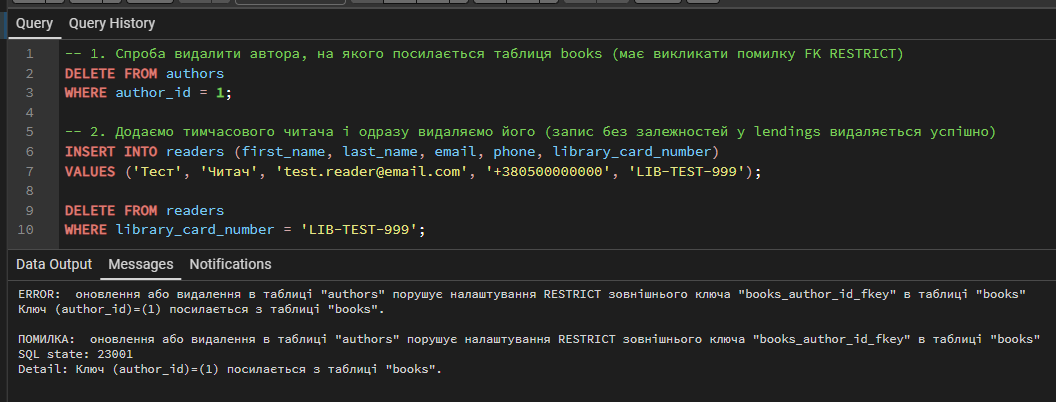 Query Query History
1 -- 1. Спроба видалити автора, на якого посилається таблиця books (має викликати помилку FK RESTRICT)
2 DELETE FROM authors
3 WHERE author_id = 1;
4
5 -- 2. Додаємо тимчасового читача і одразу видаляємо його (запис без залежностей у lendings видаляється успішно)
6 INSERT INTO readers (first_name, last_name, email, phone, library_card_number)
7 VALUES ('Тест', 'Читач', 'test.reader@email.com', '+380500000000', 'LIB-TEST-999');
8
9 DELETE FROM readers
10 WHERE library_card_number = 'LIB-TEST-999';
Data Output Messages Notifications
ERROR:  оновлення або видалення в таблиці "authors" порушує налаштування RESTRICT зовнішнього ключа "books_author_id_fkey" в таблиці "books"
Ключ (author_id)=(1) посилається з таблиці "books".
ПОМИЛКА:  оновлення або видалення в таблиці "authors" порушує налаштування RESTRICT зовнішнього ключа "books_author_id_fkey" в таблиці "books"
SQL state: 23001
Detail: Ключ (author_id)=(1) посилається з таблиці "books".